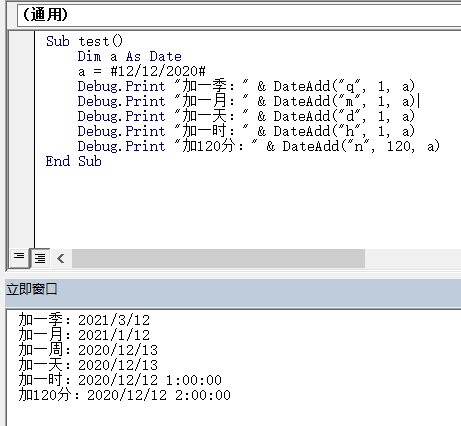 (通用)
Sub test()
Dim a As Date
a = #12/12/2020#
Debug.Print "加一季：" & DateAdd("q", 1, a)
Debug.Print "加一月：" & DateAdd("m", 1, a)
Debug.Print "加一天：" & DateAdd("d", 1, a)
Debug.Print "加一时：" & DateAdd("h", 1, a)
Debug.Print "加120分：" & DateAdd("n", 120, a)
End Sub
立即窗口
加一季：2021/3/12
加一月：2021/1/12
加一周：2020/12/13
加一天：2020/12/13
加一时：2020/12/12 1:00:00
加120分：2020/12/12 2:00:00